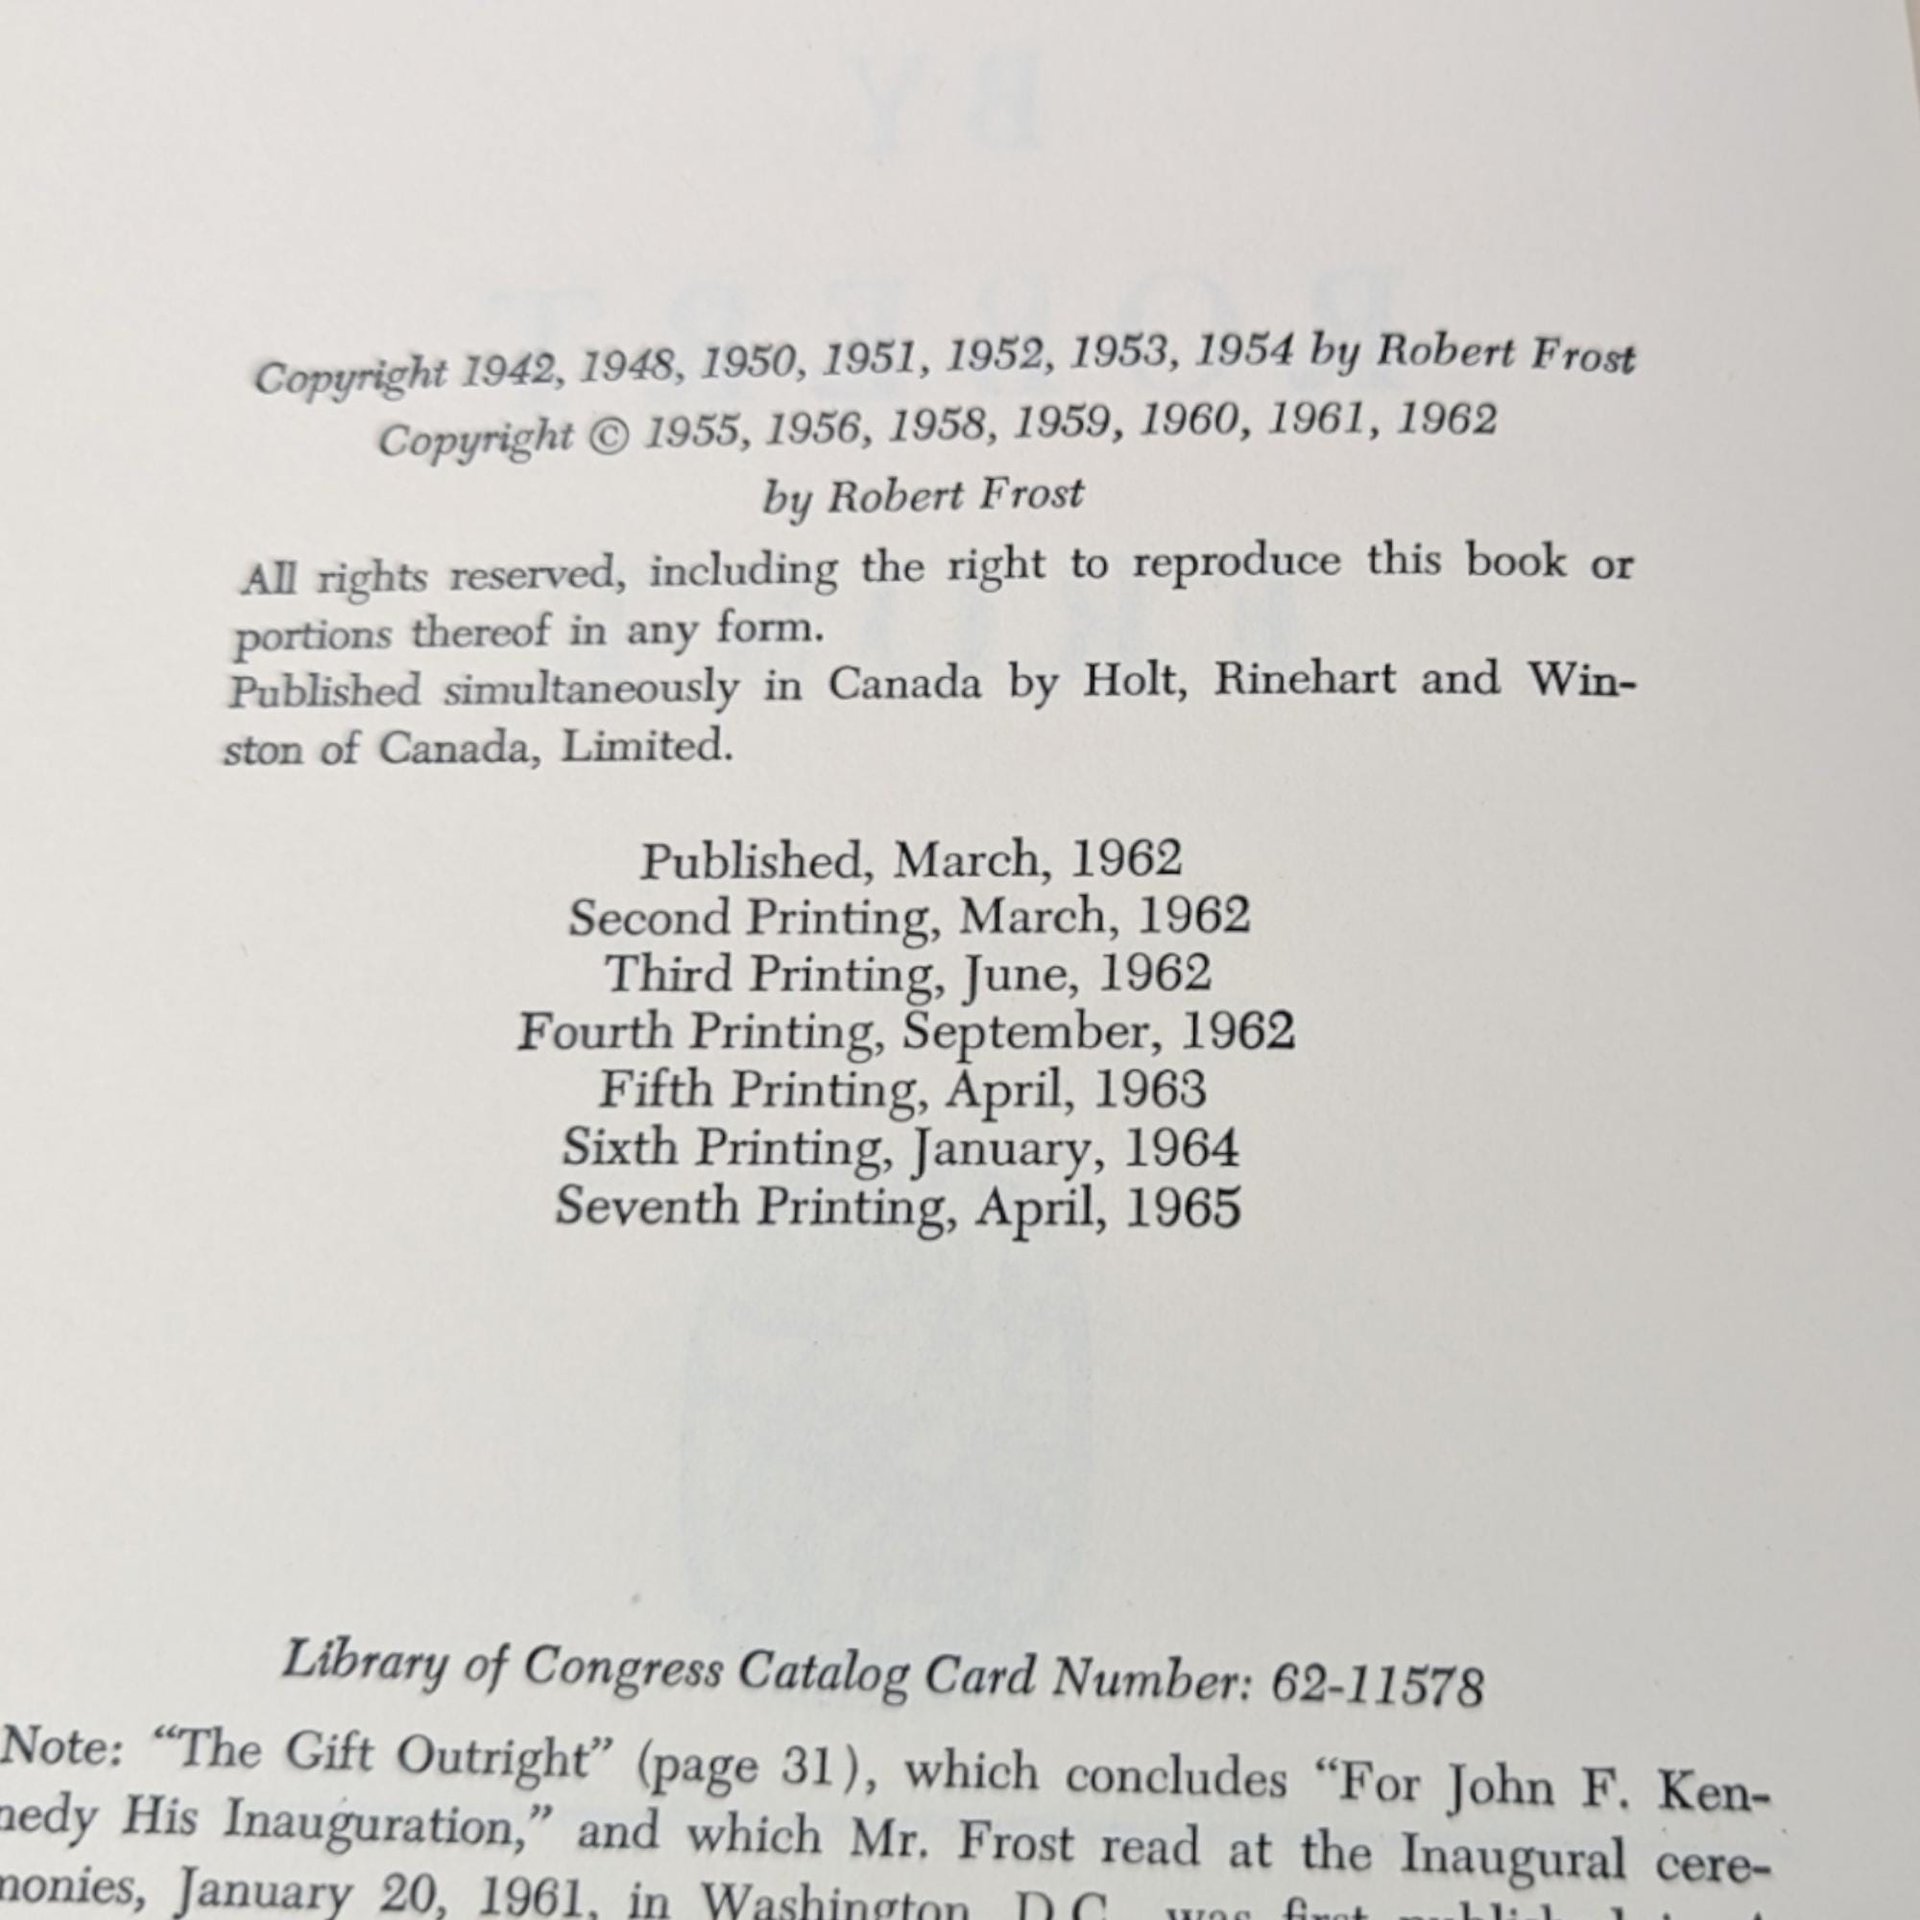 Copyright 1942, 1948, 1950, 1951, 1952, 1953, 1954 by Robert Frost
Copyright © 1955, 1956, 1958, 1959, 1960, 1961, 1962
by Robert Frost
All rights reserved, including the right to reproduce this book or
portions thereof in any form.
Published simultaneously in Canada by Holt, Rinehart and Win-
ston of Canada, Limited.
Published, March, 1962
Second Printing, March, 1962
Third Printing, June, 1962
Fourth Printing, September, 1962
Fifth Printing, April, 1963
Sixth Printing, January, 1964
Seventh Printing, April, 1965
Library of Congress Catalog Card Number: 62-11578
Note: “The Gift Outright” (page 31), which concludes “For John F. Ken-
nedy His Inauguration,” and which Mr. Frost read at the Inaugural cere-
monies, January 20, 1961, in Washington, D.C., was first